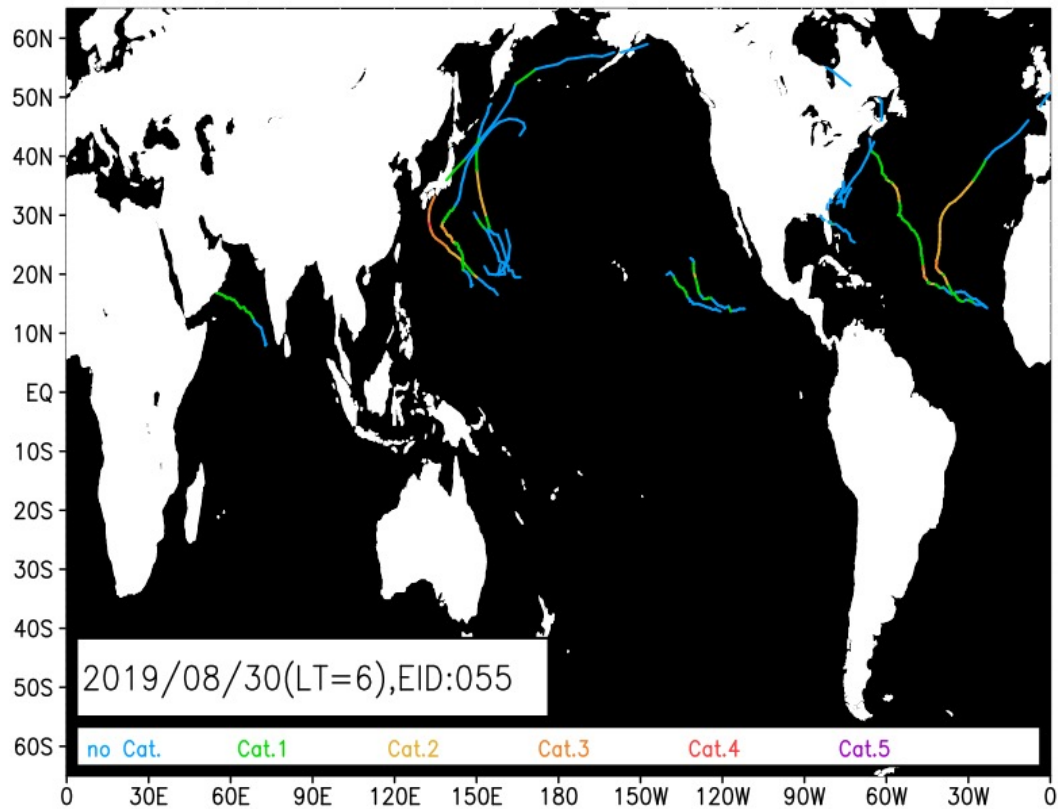 60N
50N
40N
30N
20N
10N
EQ
10S
20S
30S
40S
50S
60S
2019/08/30(LT=6),EID:055
no Cat. Cat.1 Cat.2 Cat.3 Cat.4 Cat.5
0 30E 60E 90E 120E 150E 180 150W 120W 90W 60W 30W 0